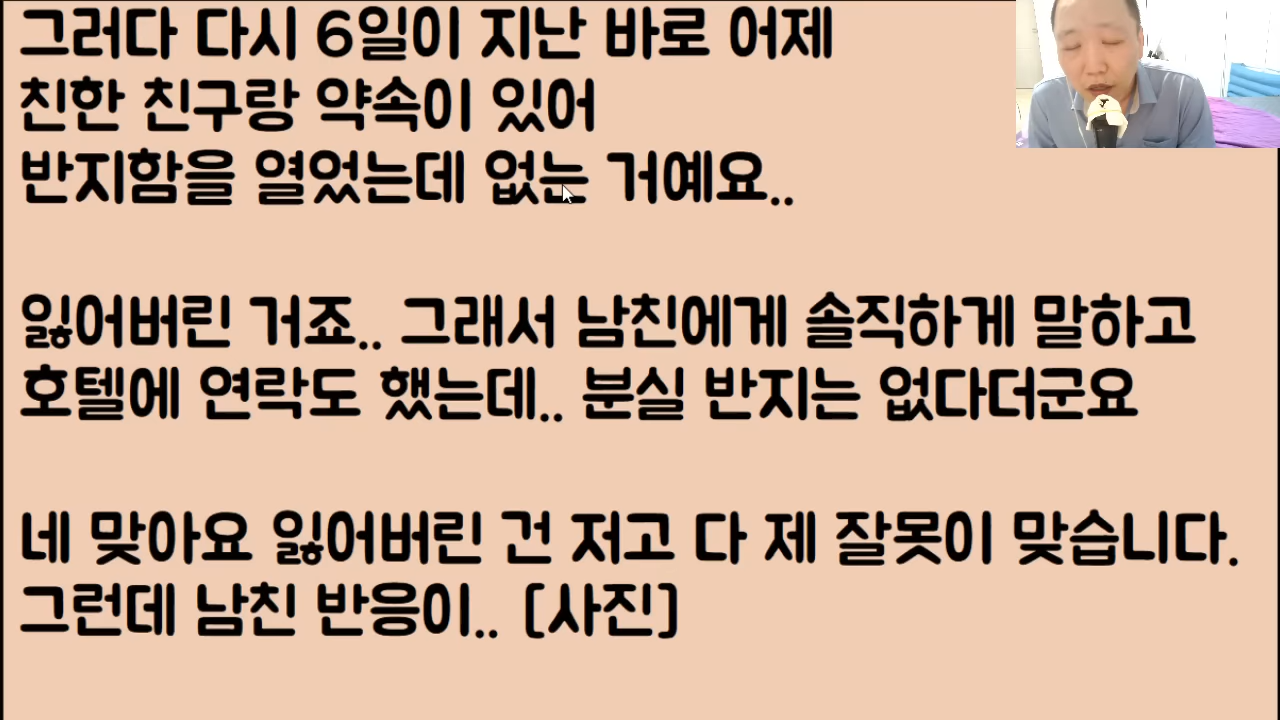 그러다 다시 6일이 지난 바로 어제
친한 친구랑 약속이 있어
반지함을 열었는데 없는 거예요..
잃어버린 거죠.. 그래서 남친에게 솔직하게 말하고
호텔에 연락도 했는데.. 분실 반지는 없다더군요
네 맞아요 잃어버린 건 저고 다 제 잘못이 맞습니다.
그런데 남친 반응이.. [사진]